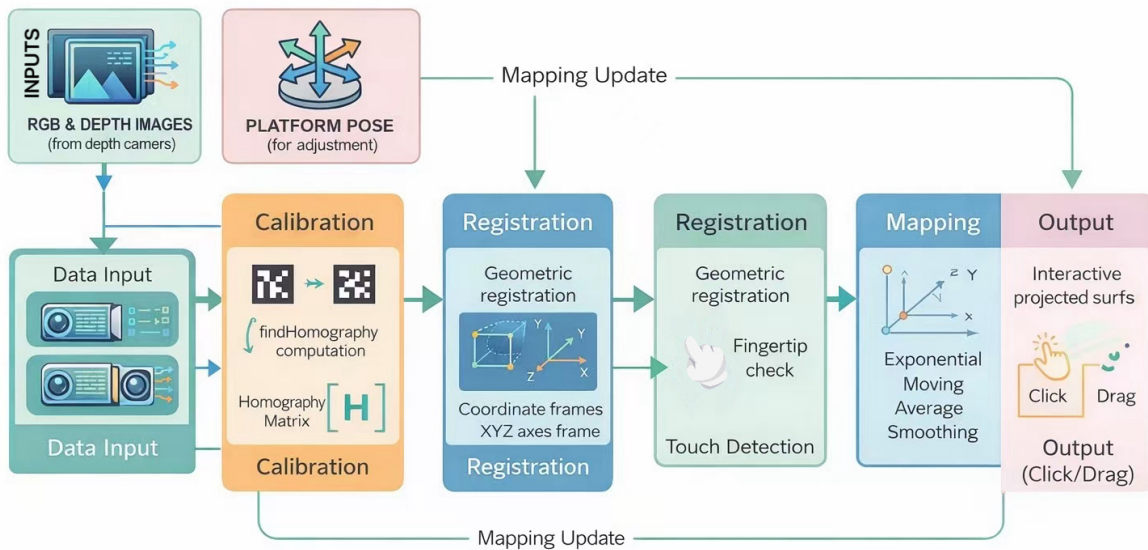 INPUTS
RGB & DEPTH IMAGES
(from depth camers)
PLATFORM POSE
(for adjustment)
Mapping Update
Data Input
Data Input
Calibration
findHomography
computation
Homography
Matrix
[H]
Calibration
Registration
Geometric
registration
Y
Y
Z
X
Coordinate frames
XYZ axes frame
Registration
Registration
Geometric
registration
Fingertip
check
Touch Detection
Mapping
Z Y
X
Exponential
Moving
Average
Smoothing
Output
Interactive
projected surfs
Click
Drag
Output
(Click/Drag)
Mapping Update